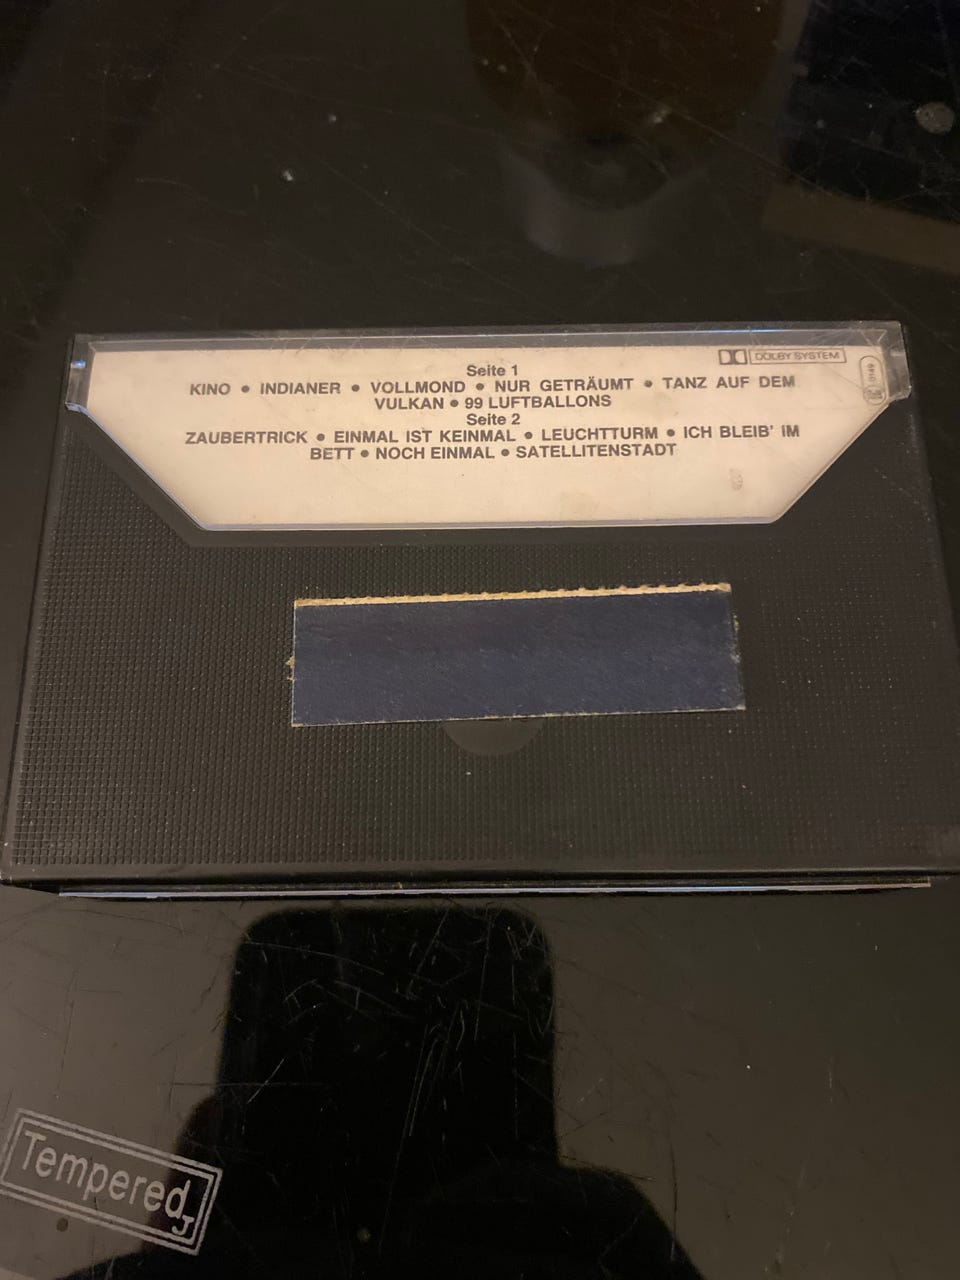 DOLBY SYSTEM
Seite 1
KINO • INDIANER • VOLLMOND • NUR GETRÄUMT • TANZ AUF DEM
VULKAN • 99 LUFTBALLONS
Seite 2
ZAUBERTRICK • EINMAL IST KEINMAL • LEUCHTTURM • ICH BLEIB' IM
BETT • NOCH EINMAL • SATELLITENSTADT
Tempered
J